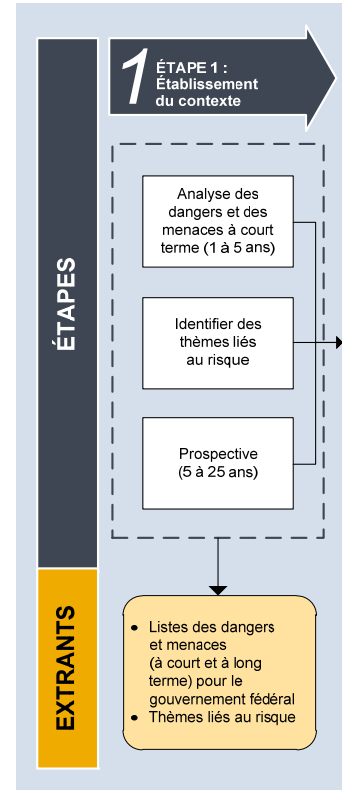 ÉTAPES
1
ÉTAPE 1 :
Établissement
du contexte
Analyse des
dangers et des
menaces à court
terme (1 à 5 ans)
Identifier des
thèmes liés
au risque
Prospective
(5 à 25 ans)
EXTRANTS
• Listes des dangers
et menaces
(à court et à long
terme) pour le
gouvernement fédéral
• Thèmes liés au risque